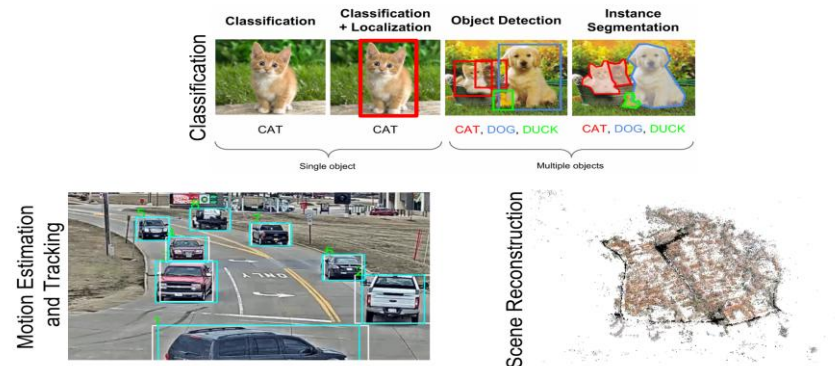 Classification
Classification
Classification
+ Localization
Object Detection
Instance
Segmentation
CAT
CAT
CAT, DOG, DUCK
CAT, DOG, DUCK
Single object
Multiple objects
Motion Estimation
and Tracking
ONLY
Scene Reconstruction